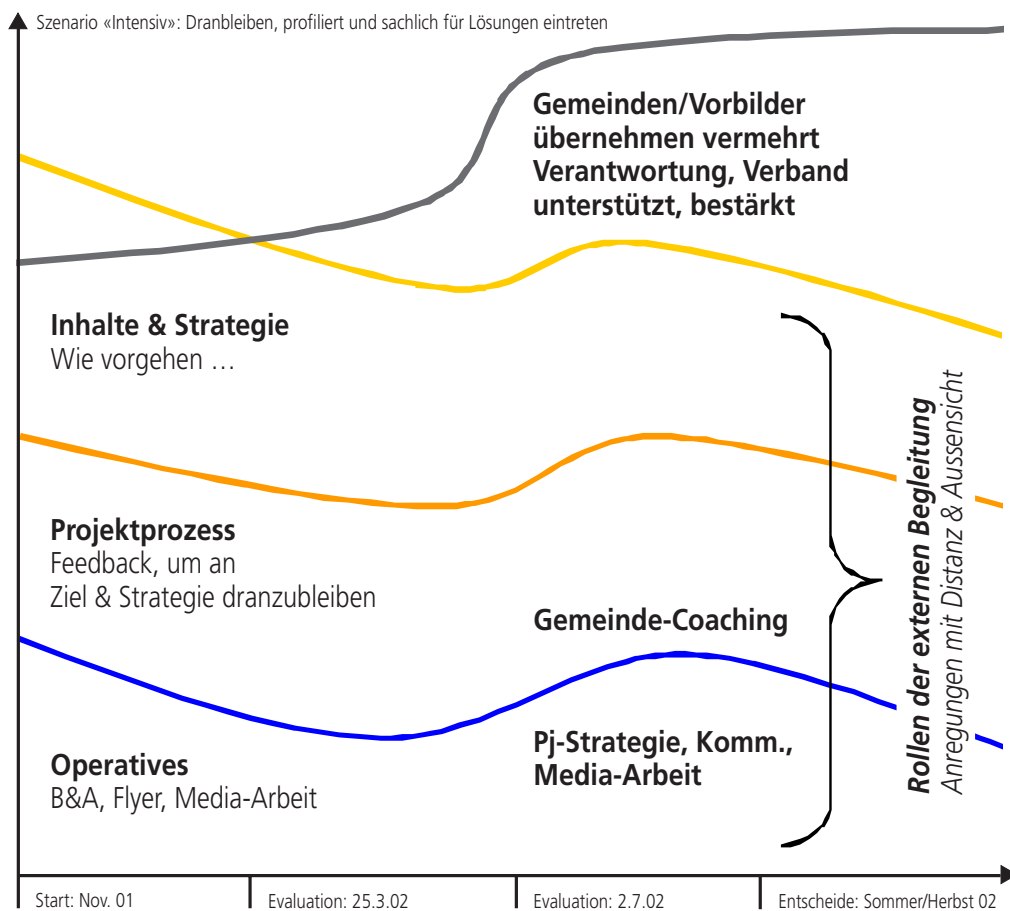 Szenario «Intensiv»: Dranbleiben, profiliert und sachlich für Lösungen eintreten
Gemeinden/Vorbilder
übernehmen vermehrt
Verantwortung, Verband
unterstützt, bestärkt
Inhalte & Strategie
Wie vorgehen …
Projektprozess
Feedback, um an
Ziel & Strategie dranzubleiben
Gemeinde-Coaching
Operatives
B&A, Flyer, Media-Arbeit
Pj-Strategie, Komm.,
Media-Arbeit
Rollen der externen Begleitung
Anregungen mit Distanz & Aussensicht
Start: Nov. 01
Evaluation: 25.3.02
Evaluation: 2.7.02
Entscheide: Sommer/Herbst 02